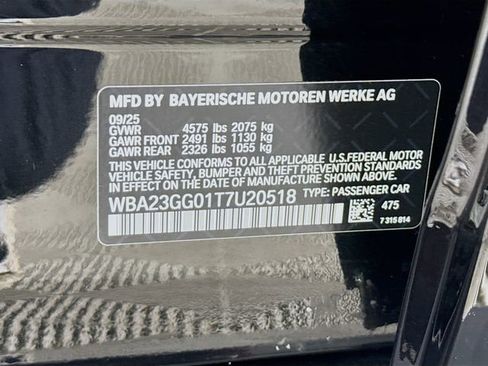 MFD BY BAYERISCHE MOTOREN WERKE AG
09/25
GVWR 4575 lbs 2075 kg
GAWR FRONT 2491 lbs 1130 kg
GAWR REAR 2326 lbs 1055 kg
THIS VEHICLE CONFORMS TO ALL APPLICABLE U.S.FEDERAL MOTOR
VEHICLE SAFETY, BUMPER AND THEFT PREVENTION STANDARDS
IN EFFECT ON THE DATE OF MANUFACTURE SHOWN ABOVE.
WBA23GG01T7U20518 TYPE: PASSENGER CAR
475
7 315 814